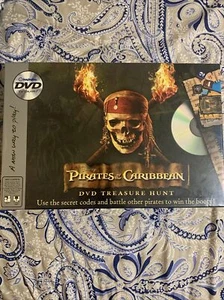 DVD
PIRATES of the CARIBBEAN
DVD TREASURE HUNT
Use the secret codes and battle other pirates to win the booty!